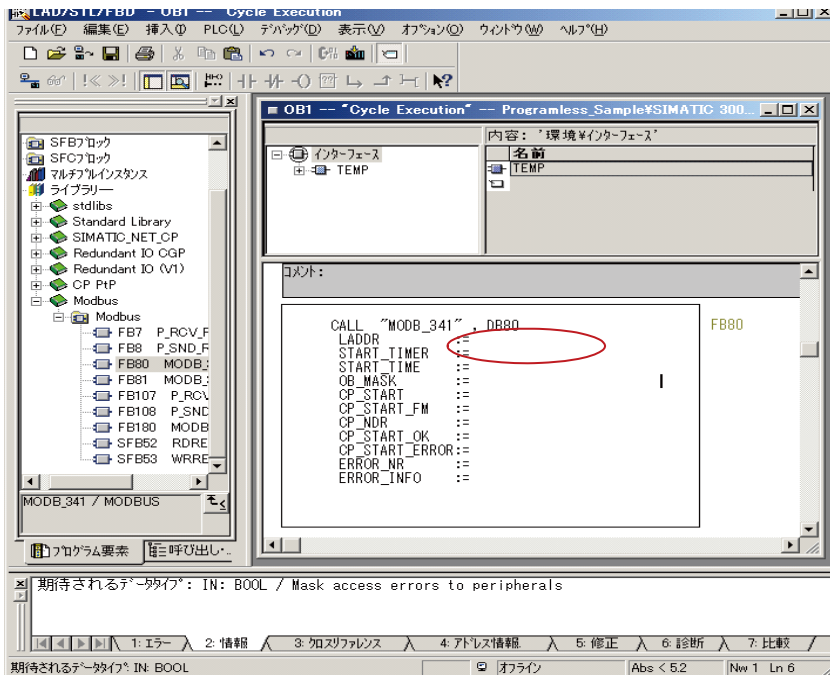 LAD/STL/FBD - OB1 -- Cycle Execution
ファイル(F) 編集(E) 挿入(I) PLC(L) デバッグ(D) 表示(V) オプション(O) ウィンドウ(W) ヘルプ(H)
OB1 -- "Cycle Execution" -- Programless_Sample¥SIMATIC 300...
内容: '環境¥インターフェース'
インターフェース
TEMP
名前
TEMP
SFBブロック
SFCブロック
マルチプルインスタンス
ライブラリー
stdlibs
Standard Library
SIMATIC_NET_CP
Redundant IO CGP
Redundant IO (V1)
CP PtP
Modbus
Modbus
FB7 P_RCV_R
FB8 P_SND_R
FB80 MODB_
FB81 MODB_
FB107 P_RCV
FB108 P_SND
FB180 MODB
SFB52 RDRE
SFB53 WRRE
MODB_341 / MODBUS
プログラム要素 呼び出し・..
コメント:
CALL "MODB_341" , DB80 FB80
LADDR :=
START_TIMER :=
START_TIME :=
OB_MASK :=
CP_START :=
CP_START_FM :=
CP_NDR :=
CP_START_OK :=
CP_START_ERROR:=
ERROR_NR :=
ERROR_INFO :=
期待されるデータタイプ: IN: BOOL / Mask access errors to peripherals
1: エラー 2: 情報 3: クロスリファレンス 4: アドレス情報. 5: 修正 6: 診断 7: 比較
期待されるデータタイプ: IN: BOOL オフライン Abs < 5.2 Nw 1 Ln 6